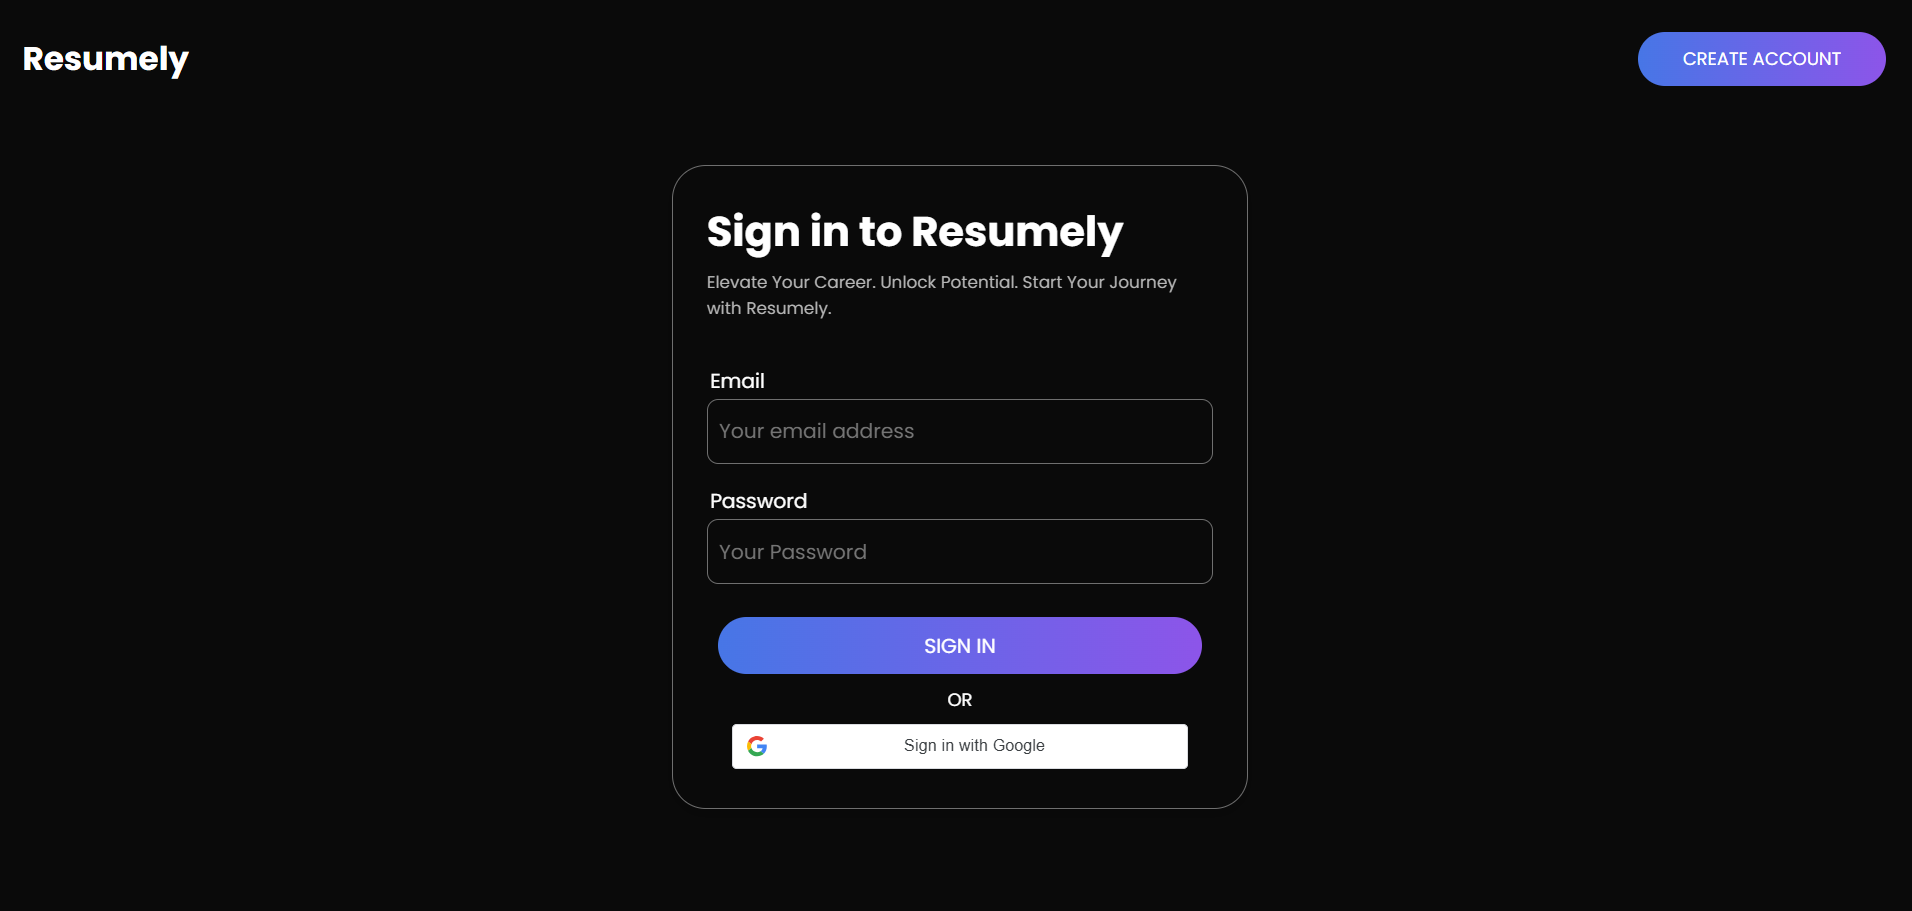 Resumely
CREATE ACCOUNT
Sign in to Resumely
Elevate Your Career. Unlock Potential. Start Your Journey
with Resumely.
Email
Your email address
Password
Your Password
SIGN IN
OR
Sign in with Google